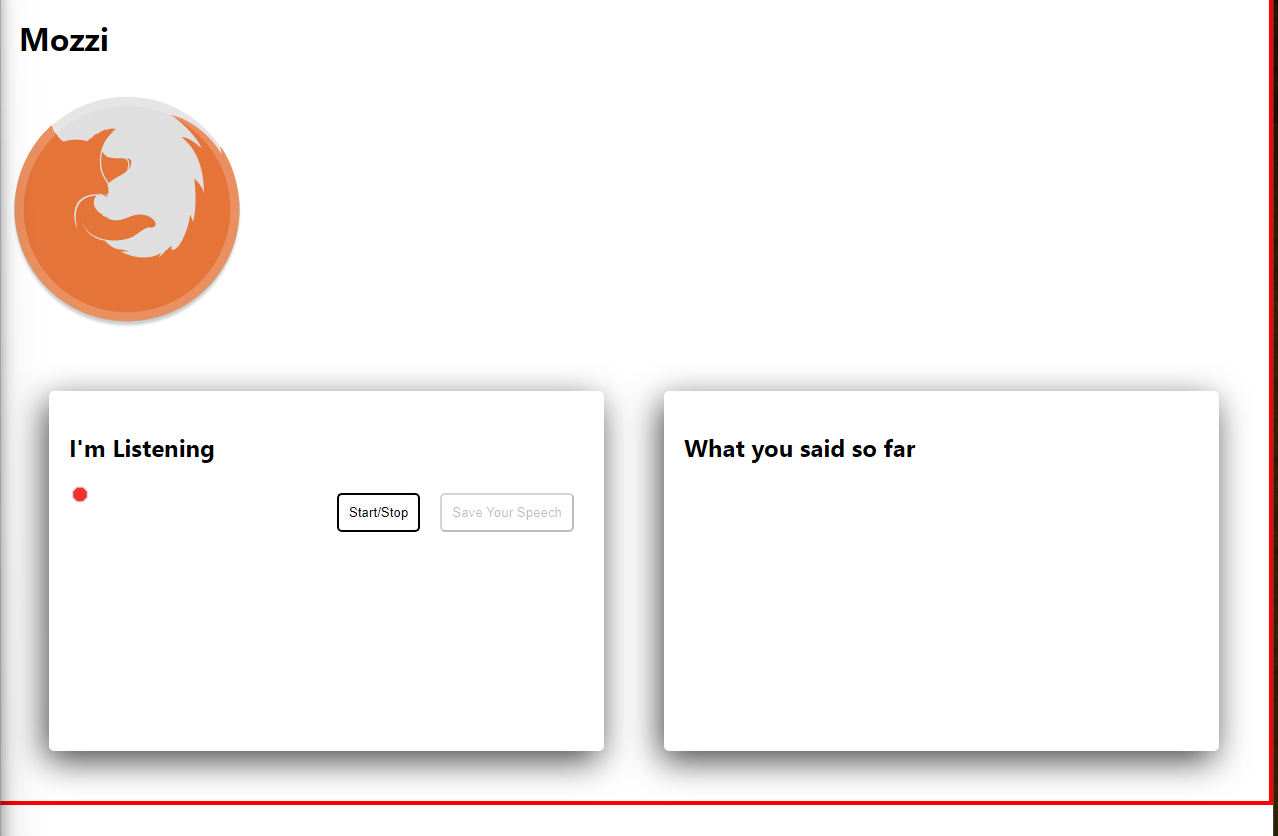 Mozzi
I'm Listening
Start/Stop
Save Your Speech
What you said so far